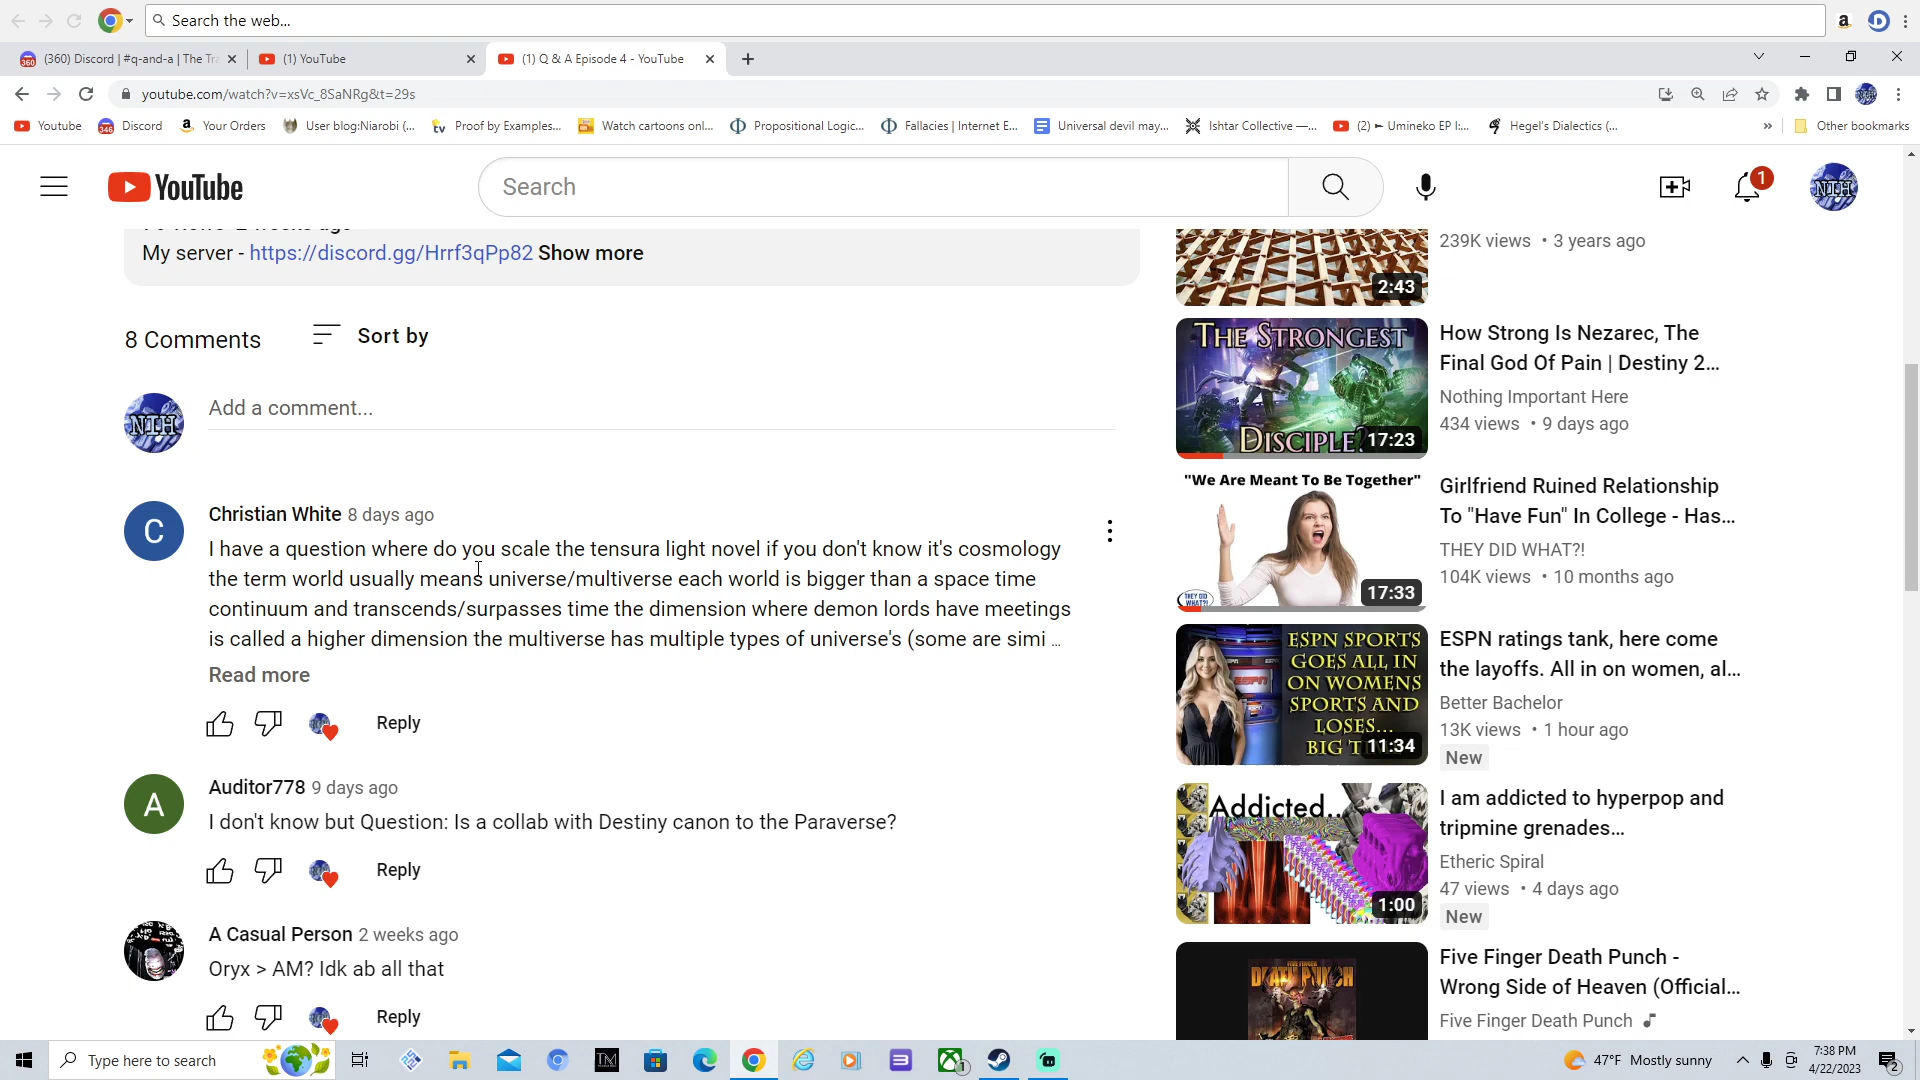 Search the web...
(360) Discord | #q-and-a | The Tra
(1) YouTube
(1) Q & A Episode 4 - YouTube
youtube.com/watch?v=xsVc_8SaNRg&t=29s
Youtube
Discord
Your Orders
User blog:Niarobi (...
Proof by Examples...
Watch cartoons onl...
Propositional Logic...
Fallacies | Internet E...
Universal devil may...
Ishtar Collective —...
(2) ► Umineko EP I:...
Hegel's Dialectics (...
»
Other bookmarks
YouTube
Search
1
NIH
My server - https://discord.gg/Hrrf3qPp82 Show more
8 Comments
Sort by
NIH
Add a comment...
C
Christian White 8 days ago
I have a question where do you scale the tensura light novel if you don't know it's cosmology
the term world usually means universe/multiverse each world is bigger than a space time
continuum and transcends/surpasses time the dimension where demon lords have meetings
is called a higher dimension the multiverse has multiple types of universe's (some are simi ...
Read more
Reply
A
Auditor778 9 days ago
I don't know but Question: Is a collab with Destiny canon to the Paraverse?
Reply
A Casual Person 2 weeks ago
Oryx > AM? Idk ab all that
Reply
239K views • 3 years ago
2:43
THE STRONGEST
DISCIPLE?
17:23
How Strong Is Nezarec, The
Final God Of Pain | Destiny 2...
Nothing Important Here
434 views • 9 days ago
"We Are Meant To Be Together"
THEY DID
WHAT?!
17:33
Girlfriend Ruined Relationship
To "Have Fun" In College - Has...
THEY DID WHAT?!
104K views • 10 months ago
ESPN SPORTS
GOES ALL IN
ON WOMENS
SPORTS AND
LOSES...
BIG T
11:34
ESPN ratings tank, here come
the layoffs. All in on women, al...
Better Bachelor
13K views • 1 hour ago
New
Addicted..
1:00
I am addicted to hyperpop and
tripmine grenades...
Etheric Spiral
47 views • 4 days ago
New
FIVE FINGER
DEATH PUNCH
Five Finger Death Punch -
Wrong Side of Heaven (Official...
Five Finger Death Punch
Type here to search
47°F Mostly sunny
7:38 PM
4/22/2023
2